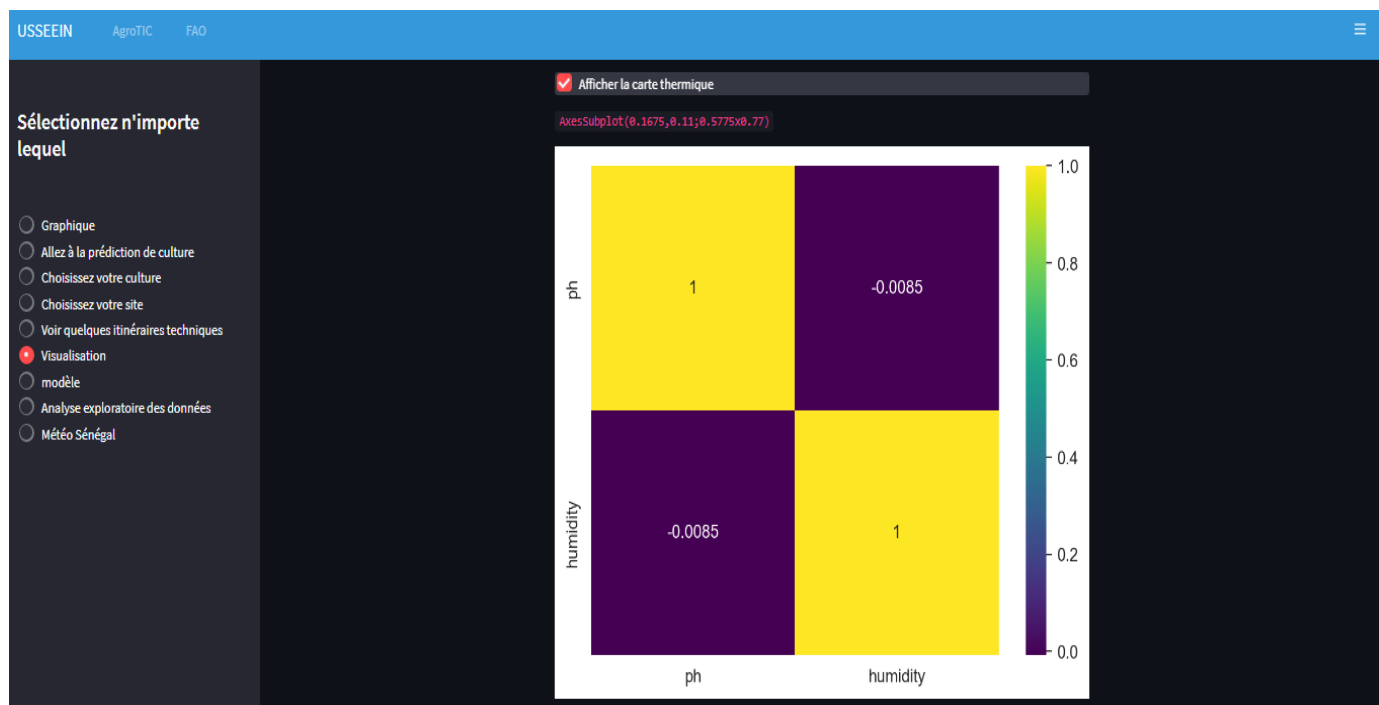 USSEEIN AgroTIC FAO ☰
Sélectionnez n'importe
lequel
Graphique
Allez à la prédiction de culture
Choisissez votre culture
Choisissez votre site
Voir quelques itinéraires techniques
Visualisation
modèle
Analyse exploratoire des données
Météo Sénégal
Afficher la carte thermique
AxesSubplot(0.1675,0.11;0.5775x0.77)
ph
1
-0.0085
humidity
-0.0085
1
ph
humidity
1.0
0.8
0.6
0.4
0.2
0.0